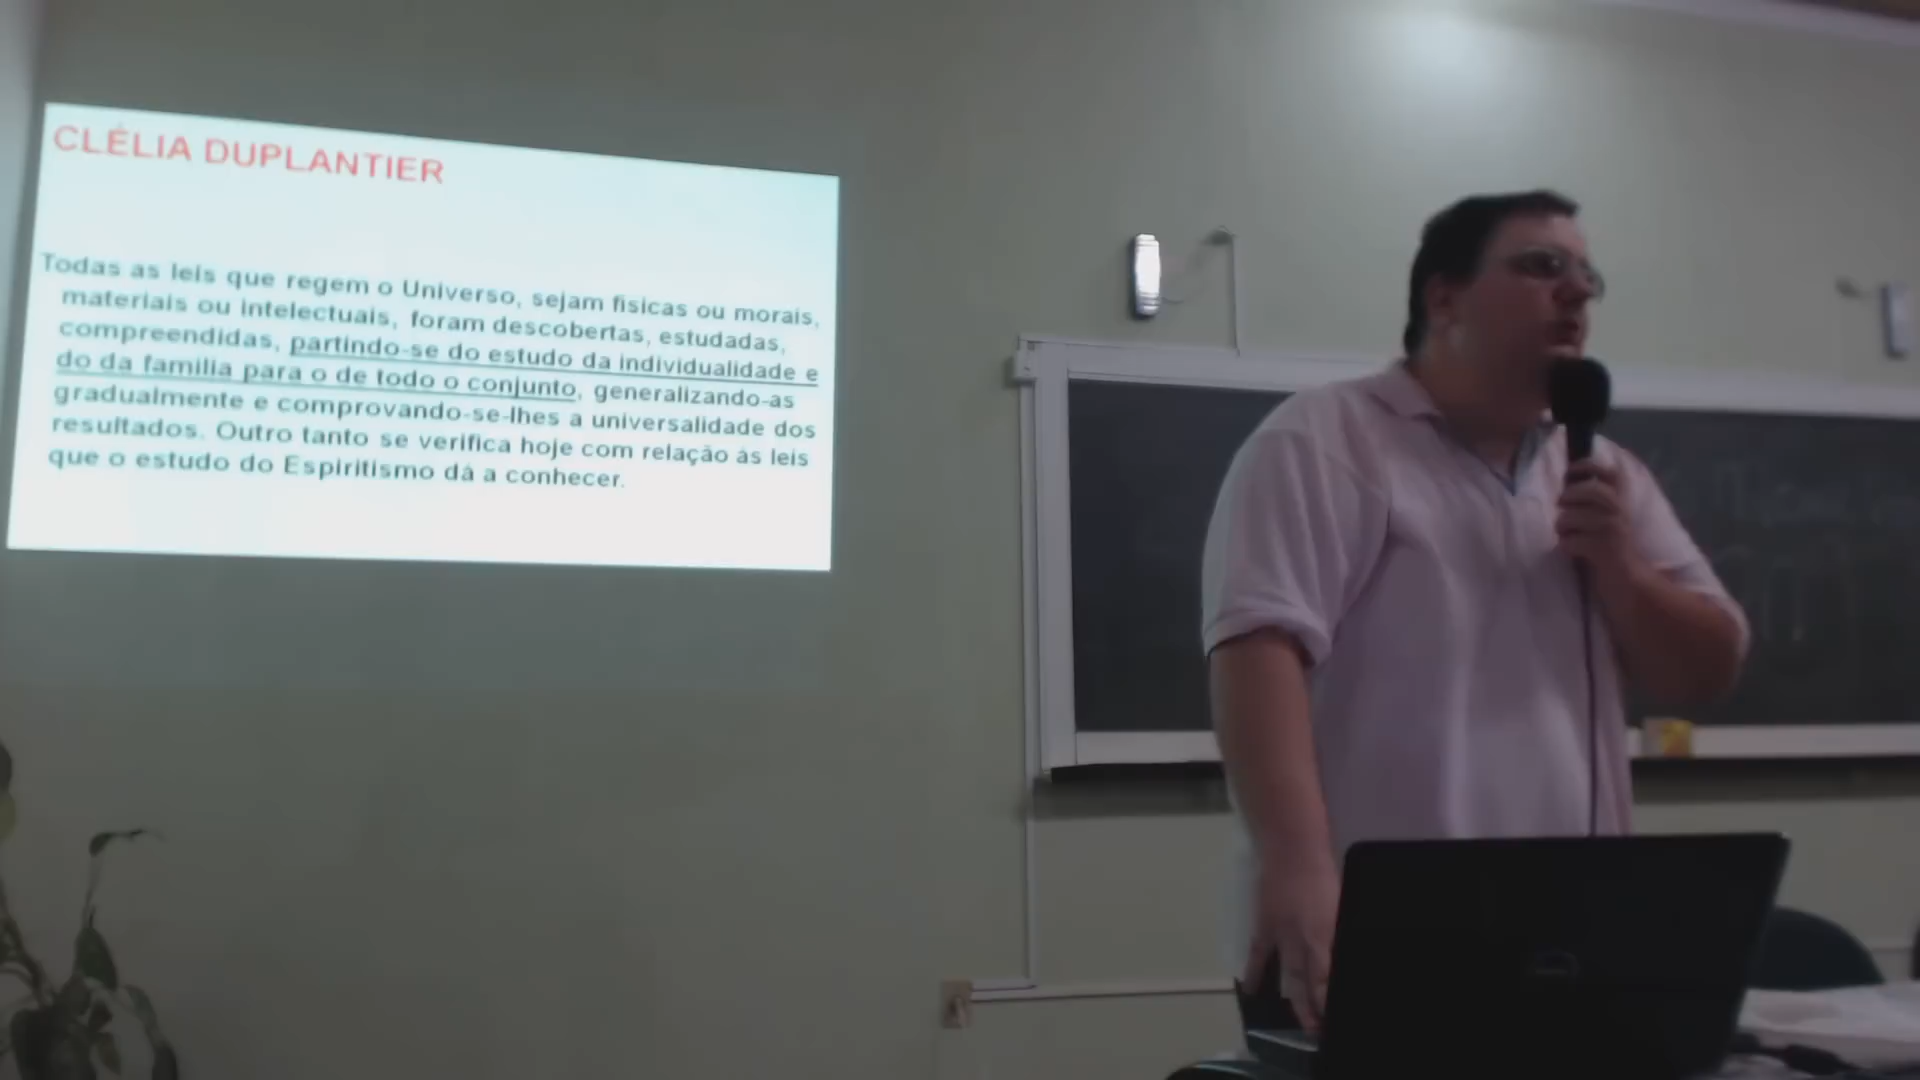 CLÉLIA DUPLANTIER
Todas as leis que regem o Universo, sejam físicas ou morais,
materiais ou intelectuais, foram descobertas, estudadas,
compreendidas, partindo-se do estudo da individualidade e
do da família para o de todo o conjunto, generalizando-as
gradualmente e comprovando-se-lhes a universalidade dos
resultados. Outro tanto se verifica hoje com relação às leis
que o estudo do Espiritismo dá a conhecer.